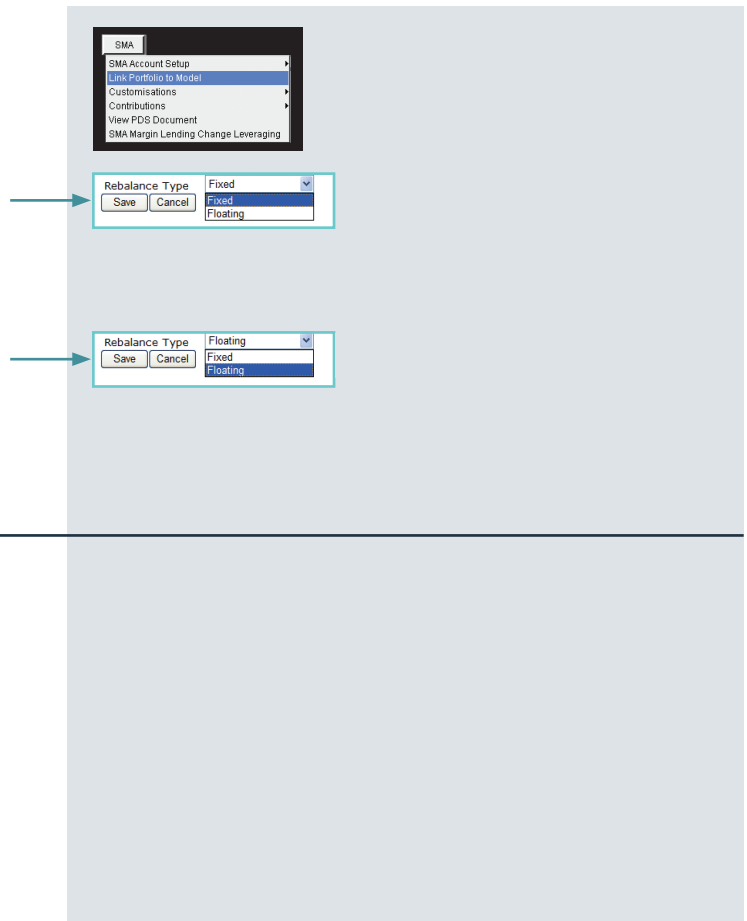 SMA
SMA Account Setup
Link Portfolio to Model
Customisations
Contributions
View PDS Document
SMA Margin Lending Change Leveraging
Rebalance Type Fixed
Save Cancel Fixed
Floating
Rebalance Type Floating
Save Cancel Fixed
Floating